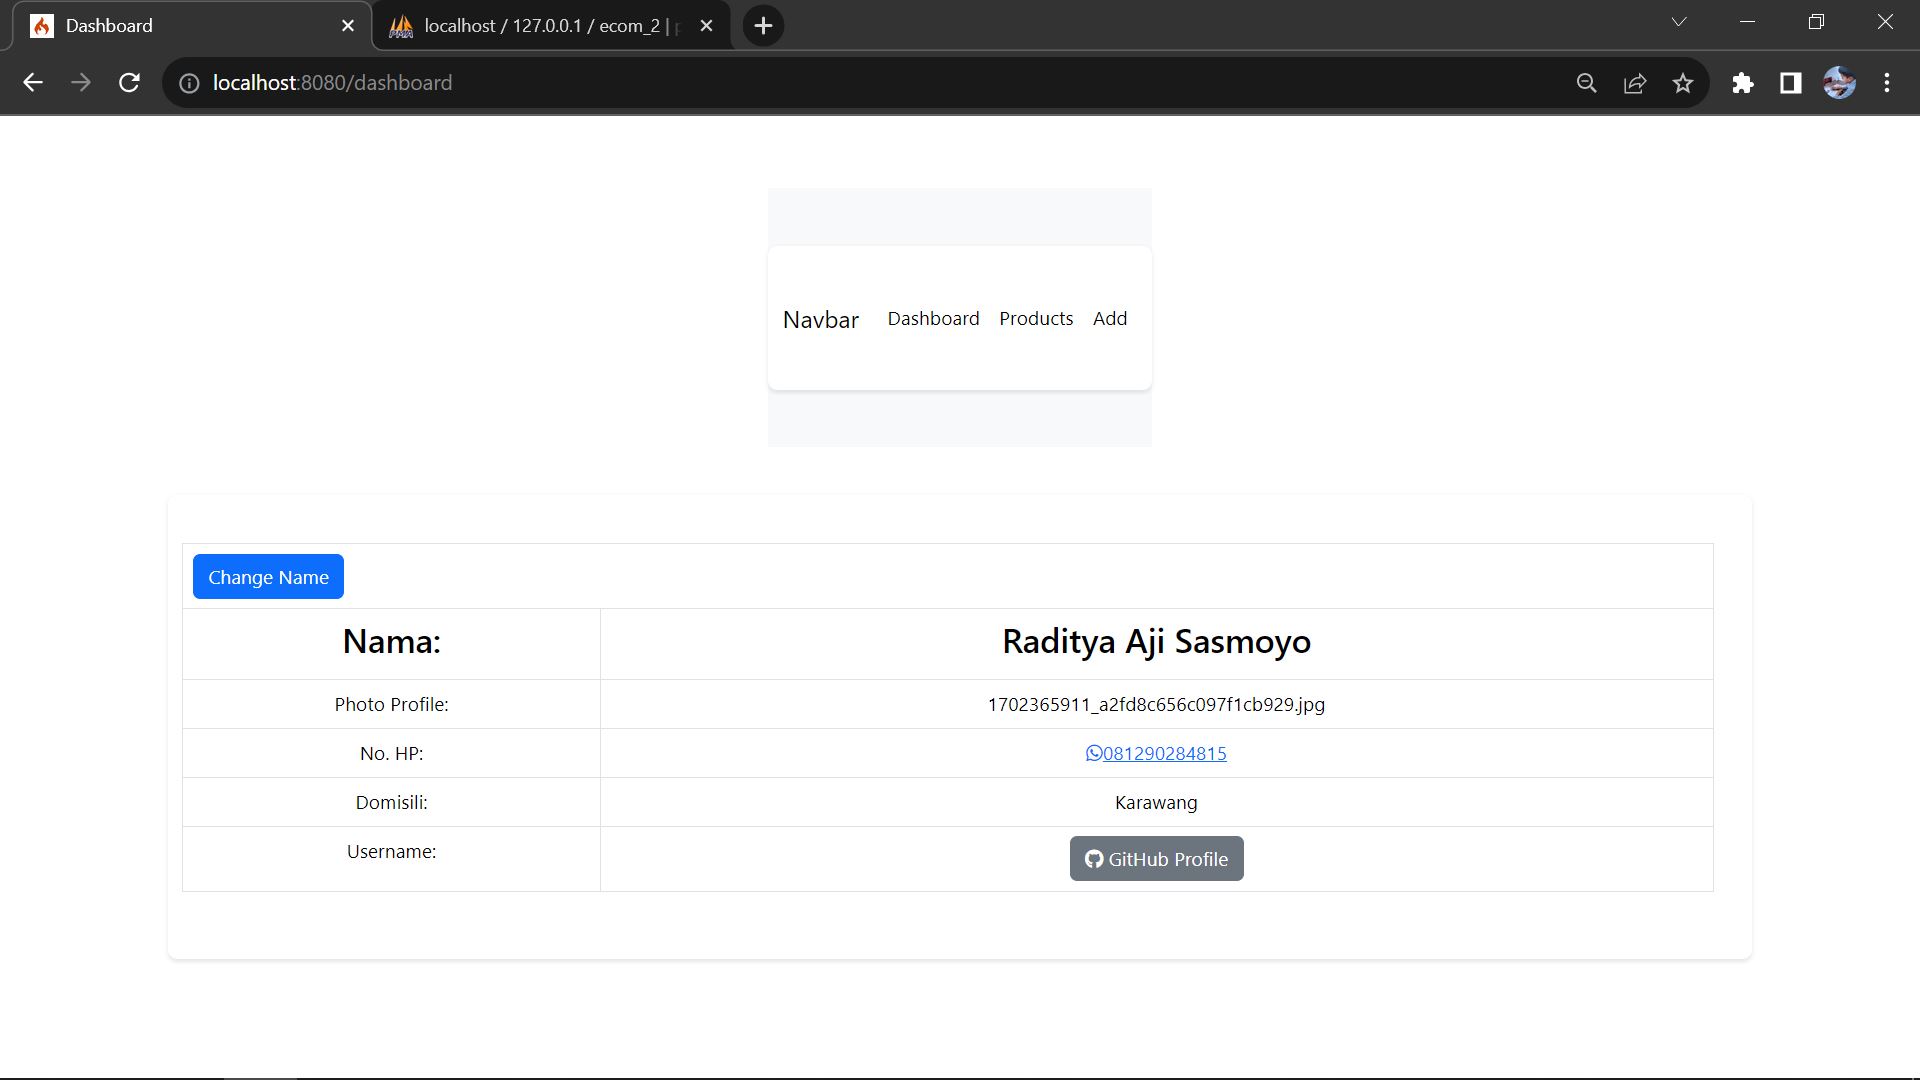 Dashboard
localhost / 127.0.0.1 / ecom_2 |
localhost:8080/dashboard
Navbar Dashboard Products Add
Change Name
Nama: Raditya Aji Sasmoyo
Photo Profile: 1702365911_a2fd8c656c097f1cb929.jpg
No. HP: 081290284815
Domisili: Karawang
Username: GitHub Profile